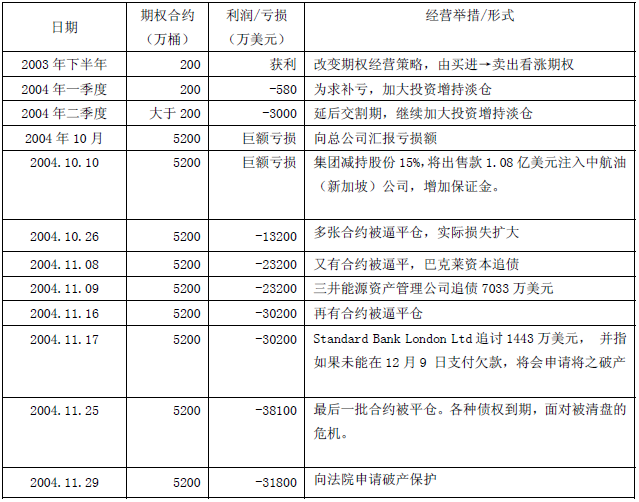 日期 期权合约 利润/亏损 经营举措/形式
（万桶） （万美元）
2003 年下半年 200 获利 改变期权经营策略，由买进→卖出看涨期权
2004 年一季度 200 -580 为求补亏，加大投资增持淡仓
2004 年二季度 大于 200 -3000 延后交割期，继续加大投资增持淡仓
2004 年 10 月 5200 巨额亏损 向总公司汇报亏损额
2004.10.10 5200 巨额亏损 集团减持股份 15%,将出售款 1.08 亿美元注入中航油
（新加坡）公司，增加保证金。
2004.10.26 5200 -13200 多张合约被逼平仓，实际损失扩大
2004.11.08 5200 -23200 又有合约被逼平，巴克莱资本追债
2004.11.09 5200 -23200 三井能源资产管理公司追债 7033 万美元
2004.11.16 5200 -30200 再有合约被逼平仓
2004.11.17 5200 -30200 Standard Bank London Ltd 追讨 1443 万美元， 并指
如果未能在 12 月 9 日支付欠款，将会申请将之破产
2004.11.25 5200 -38100 最后一批合约被平仓。各种债权到期，面对被清盘的
危机。
2004.11.29 5200 -31800 向法院申请破产保护